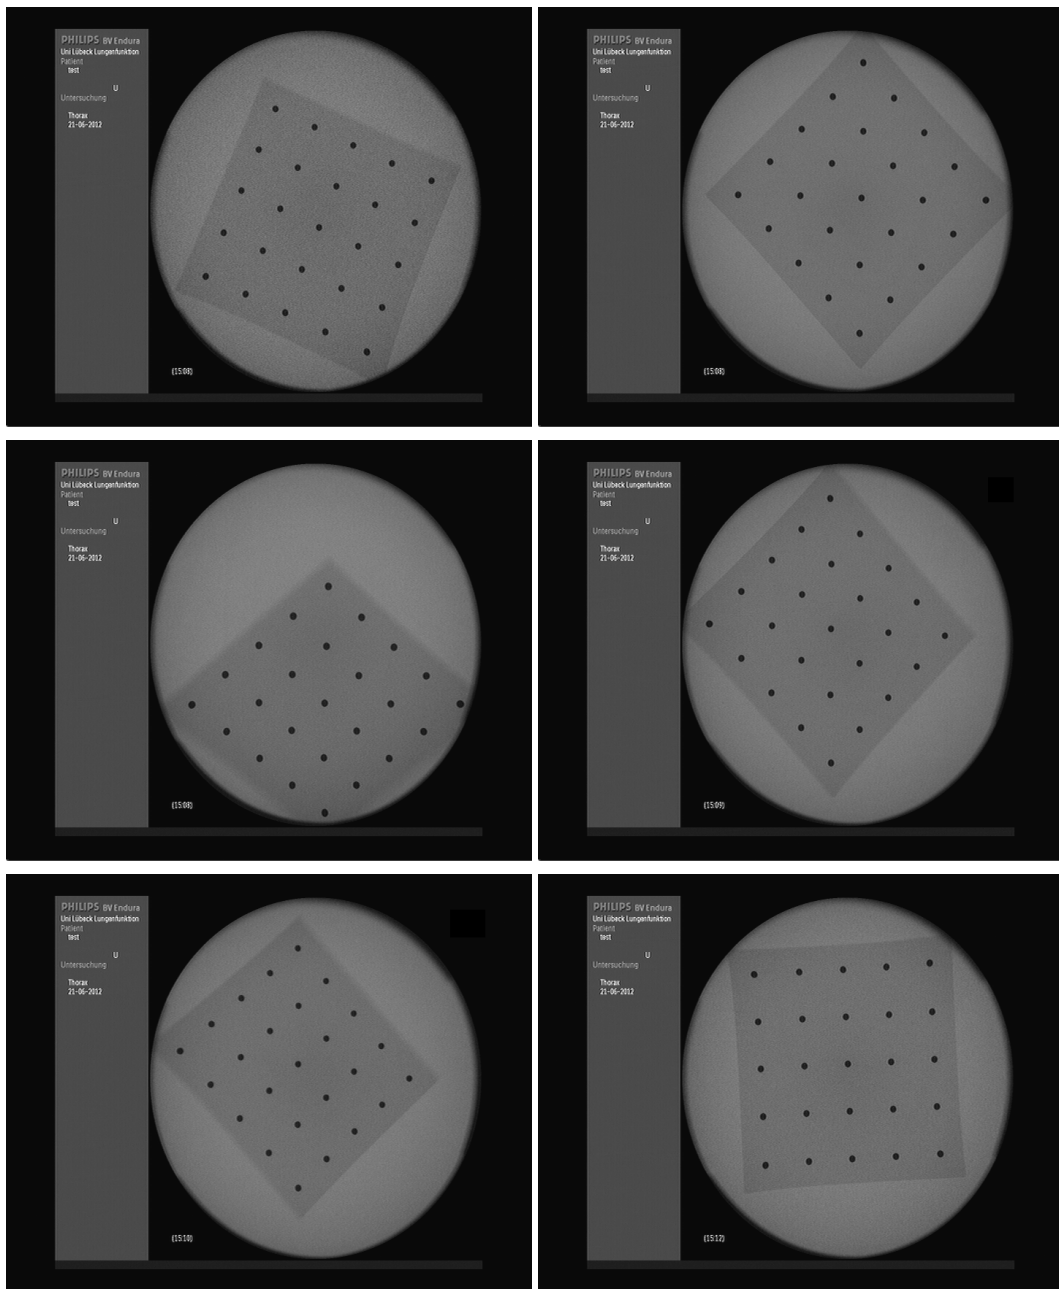 PHILIPS BV Endura
Uni Lübeck Lungenfunktion
Patient
test
U
Untersuchung
Thorax
21-06-2012
(15:08)
PHILIPS BV Endura
Uni Lübeck Lungenfunktion
Patient
test
U
Untersuchung
Thorax
21-06-2012
(15:08)
PHILIPS BV Endura
Uni Lübeck Lungenfunktion
Patient
test
U
Untersuchung
Thorax
21-06-2012
(15:08)
PHILIPS BV Endura
Uni Lübeck Lungenfunktion
Patient
test
U
Untersuchung
Thorax
21-06-2012
(15:09)
PHILIPS BV Endura
Uni Lübeck Lungenfunktion
Patient
test
U
Untersuchung
Thorax
21-06-2012
(15:10)
PHILIPS BV Endura
Uni Lübeck Lungenfunktion
Patient
test
U
Untersuchung
Thorax
21-06-2012
(15:12)